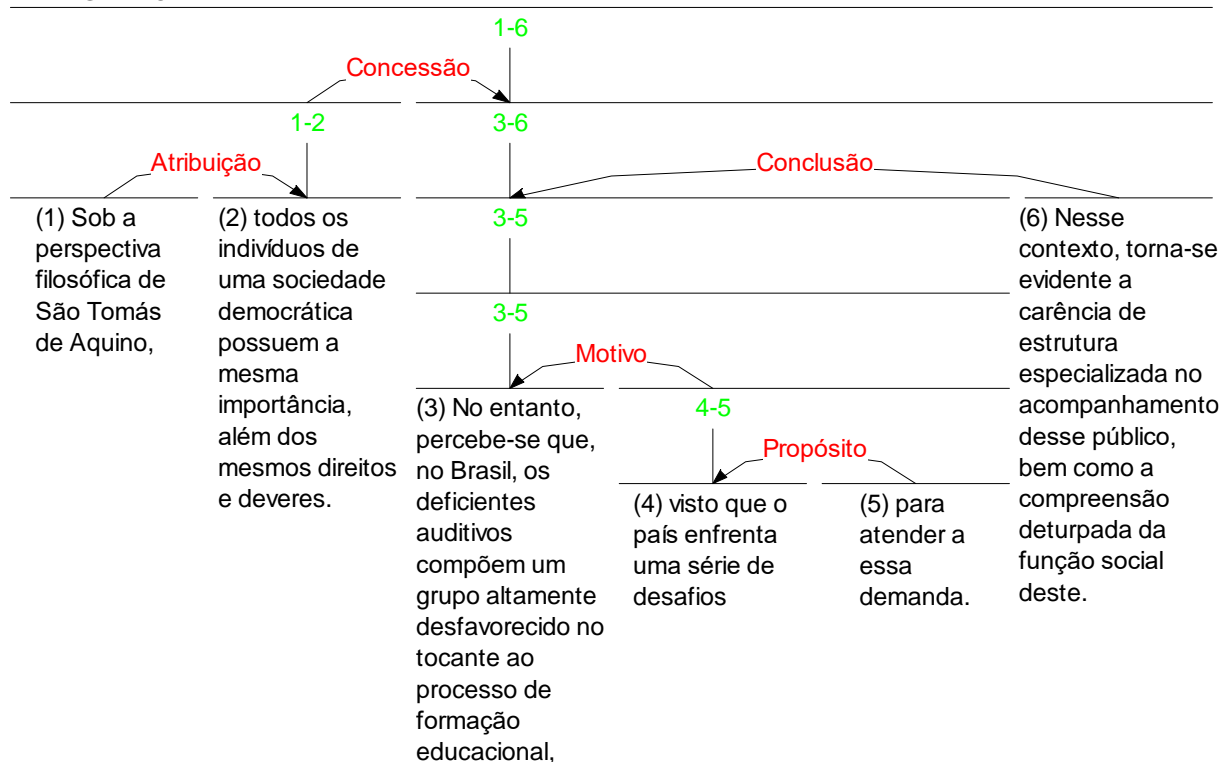 1-6
Concessão
1-2
3-6
Atribuição
Conclusão
(1) Sob a
perspectiva
filosófica de
São Tomás
de Aquino,
(2) todos os
indivíduos de
uma sociedade
democrática
possuem a
mesma
importância,
além dos
mesmos direitos
e deveres.
3-5
3-5
Motivo
(3) No entanto,
percebe-se que,
no Brasil, os
deficientes
auditivos
compõem um
grupo altamente
desfavorecido no
tocante ao
processo de
formação
educacional,
4-5
Propósito
(4) visto que o
país enfrenta
uma série de
desafios
(5) para
atender a
essa
demanda.
(6) Nesse
contexto, torna-se
evidente a
carência de
estrutura
especializada no
acompanhamento
desse público,
bem como a
compreensão
deturpada da
função social
deste.